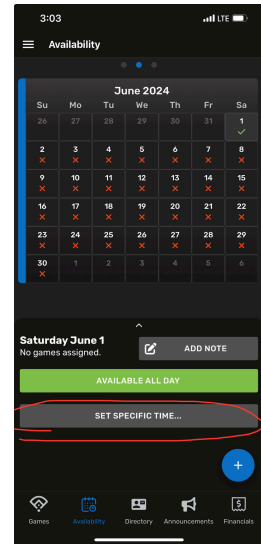 3:03 LTE
Availability
June 2024
Su Mo Tu We Th Fr Sa
26 27 28 29 30 31 1
2 3 4 5 6 7 8
9 10 11 12 13 14 15
16 17 18 19 20 21 22
23 24 25 26 27 28 29
30 1 2 3 4 5 6
Saturday June 1
No games assigned.
ADD NOTE
AVAILABLE ALL DAY
SET SPECIFIC TIME...
Games Availability Directory Announcements Financials